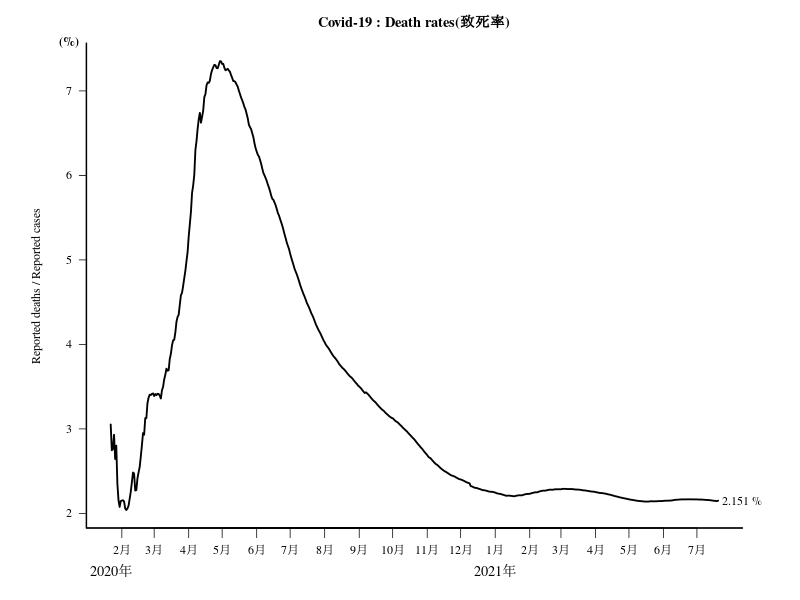 Covid-19 : Death rates(致死率)
(%)
7
6
5
4
3
2
Reported deaths / Reported cases
2.151 %
2月 3月 4月 5月 6月 7月 8月 9月 10月 11月 12月 1月 2月 3月 4月 5月 6月 7月
2020年 2021年